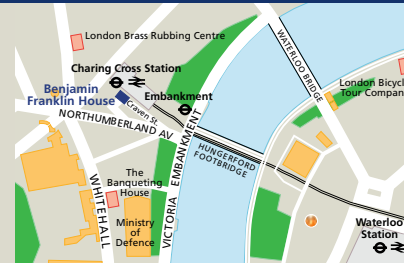 London Brass Rubbing Centre
WATERLOO BRIDGE
Charing Cross Station
London Bicycl
Tour Compan
Benjamin
Franklin House
Embankment
Craven St.
NORTHUMBERLAND AV
HUNGERFORD
FOOTBRIDGE
VICTORIA EMBANKMENT
WHITEHALL
The
Banqueting
House
Ministry
of
Defence
Waterloo
Station